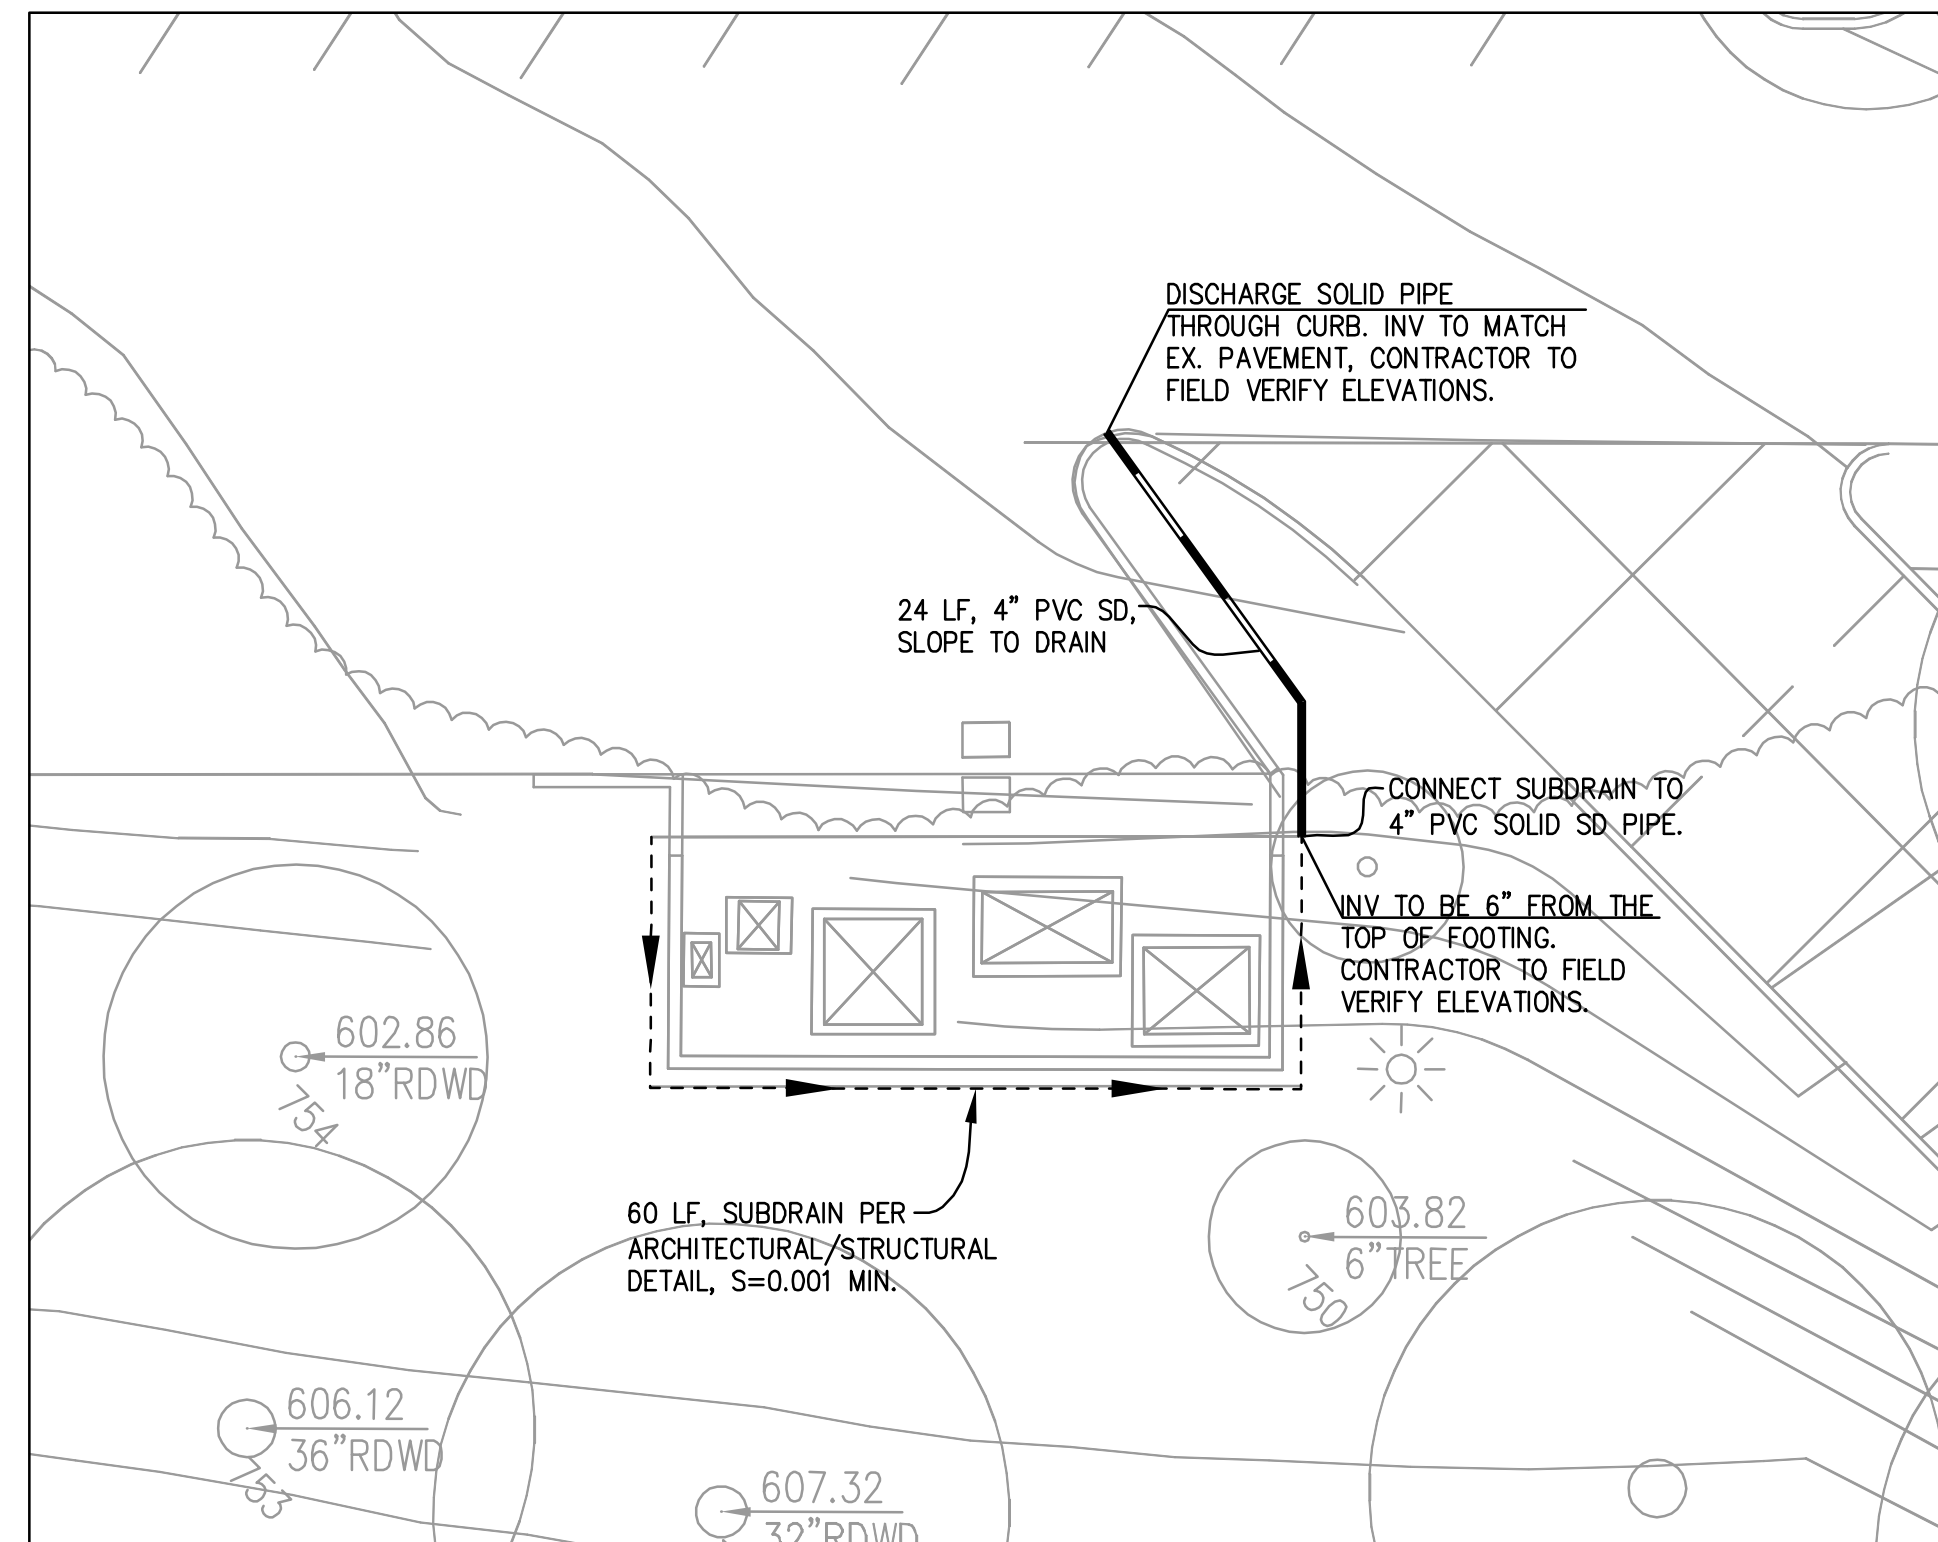 DISCHARGE SOLID PIPE
THROUGH CURB. INV TO MATCH
EX. PAVEMENT, CONTRACTOR TO
FIELD VERIFY ELEVATIONS.
24 LF, 4" PVC SD,
SLOPE TO DRAIN
CONNECT SUBDRAIN TO
4" PVC SOLID SD PIPE.
INV TO BE 6" FROM THE
TOP OF FOOTING.
CONTRACTOR TO FIELD
VERIFY ELEVATIONS.
602.86
18"RDWD
754
60 LF, SUBDRAIN PER
ARCHITECTURAL/STRUCTURAL
DETAIL, S=0.001 MIN.
603.82
6"TREE
750
606.12
36"RDWD
753
607.32
32"RDWD